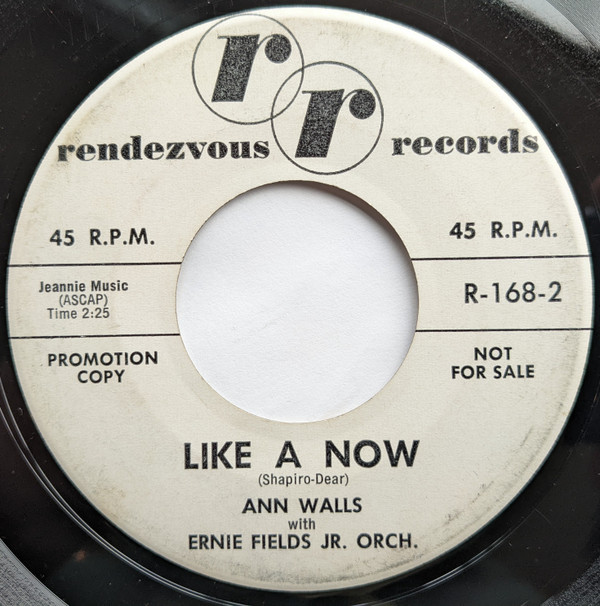 r r
rendezvous records
45 R.P.M. 45 R.P.M.
Jeannie Music
(ASCAP)
Time 2:25
R-168-2
PROMOTION
COPY
NOT
FOR SALE
LIKE A NOW
(Shapiro-Dear)
ANN WALLS
with
ERNIE FIELDS JR. ORCH.